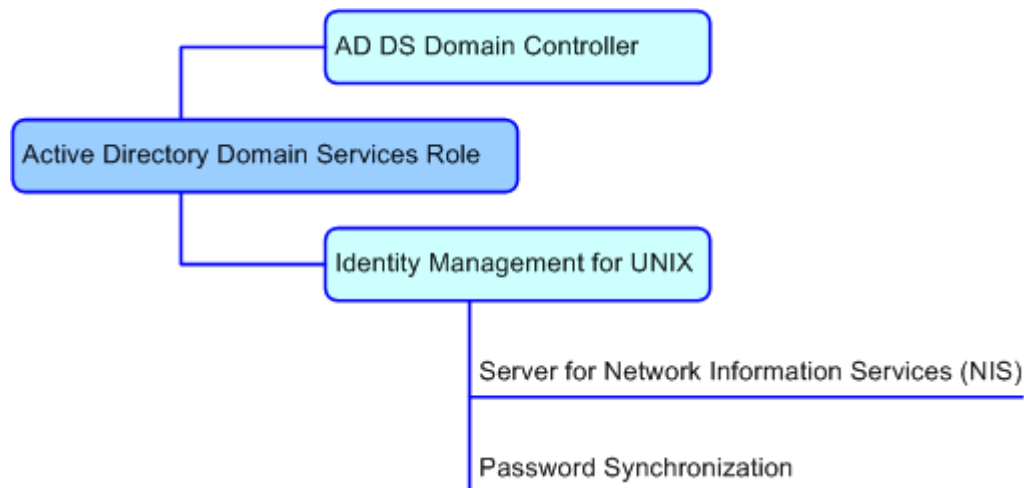 AD DS Domain Controller
Active Directory Domain Services Role
Identity Management for UNIX
Server for Network Information Services (NIS)
Password Synchronization